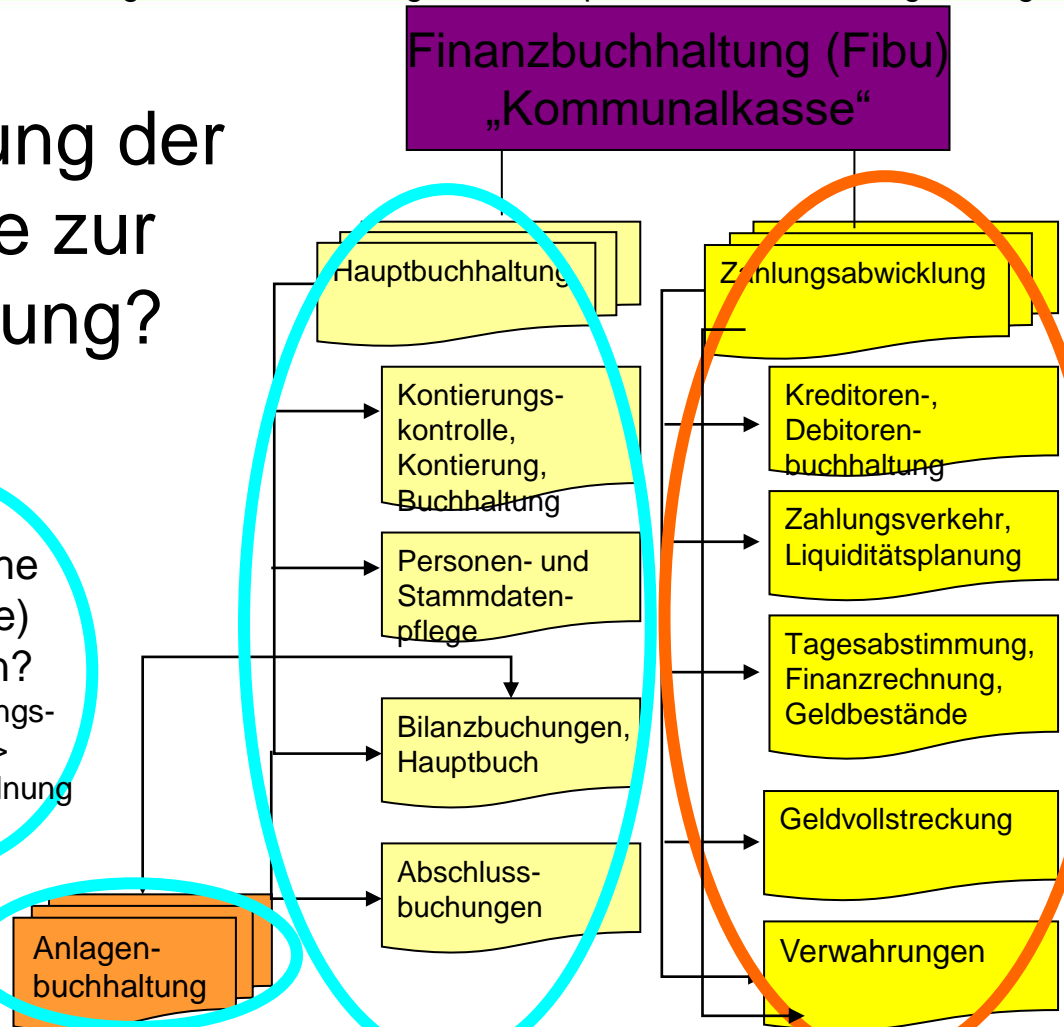 Finanzbuchhaltung (Fibu)
„Kommunalkasse“
ung der
e zur
ung?
Hauptbuchhaltung
Kontierungs-
kontrolle,
Kontierung,
Buchhaltung
Personen- und
Stammdaten-
pflege
Bilanzbuchungen,
Hauptbuch
Abschluss-
buchungen
Zahlungsabwicklung
Kreditoren-,
Debitoren-
buchhaltung
Zahlungsverkehr,
Liquiditätsplanung
Tagesabstimmung,
Finanzrechnung,
Geldbestände
Geldvollstreckung
Verwahrungen
ne
e)
n?
ngs-
>
dnung
Anlagen-
buchhaltung